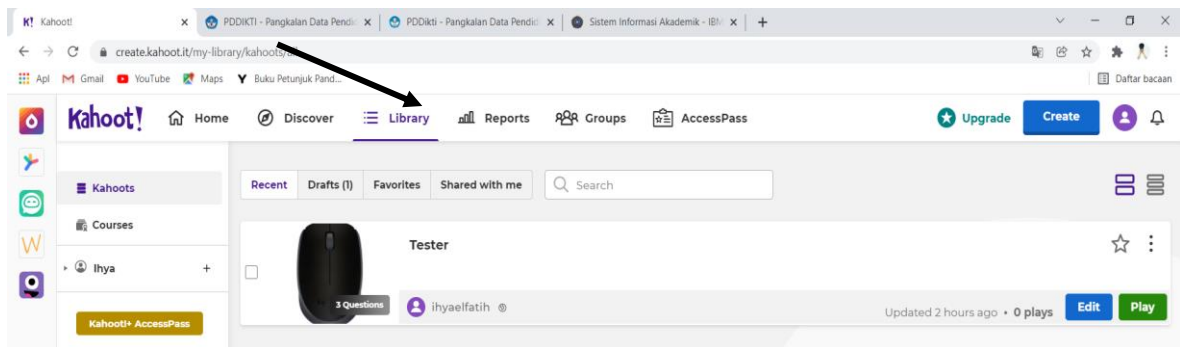 K! Kahoot!
PDDIKTI - Pangkalan Data Pendic
PDDikti - Pangkalan Data Pendid
Sistem Informasi Akademik - IBM
create.kahoot.it/my-library/kahoots/
Apl Gmail YouTube Maps Buku Petunjuk Pand... Daftar bacaan
Kahoot! Home Discover Library Reports Groups AccessPass Upgrade Create
Kahoots
Recent Drafts (1) Favorites Shared with me Search
Courses
Tester
Ihya +
3 Questions
ihyaelfatih
Updated 2 hours ago • 0 plays Edit Play
Kahoot!+ AccessPass